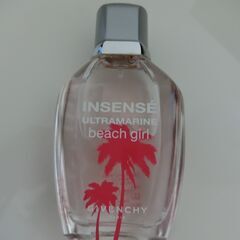 INSENSÉ
ULTRAMARINE
beach girl
GIVENCHY